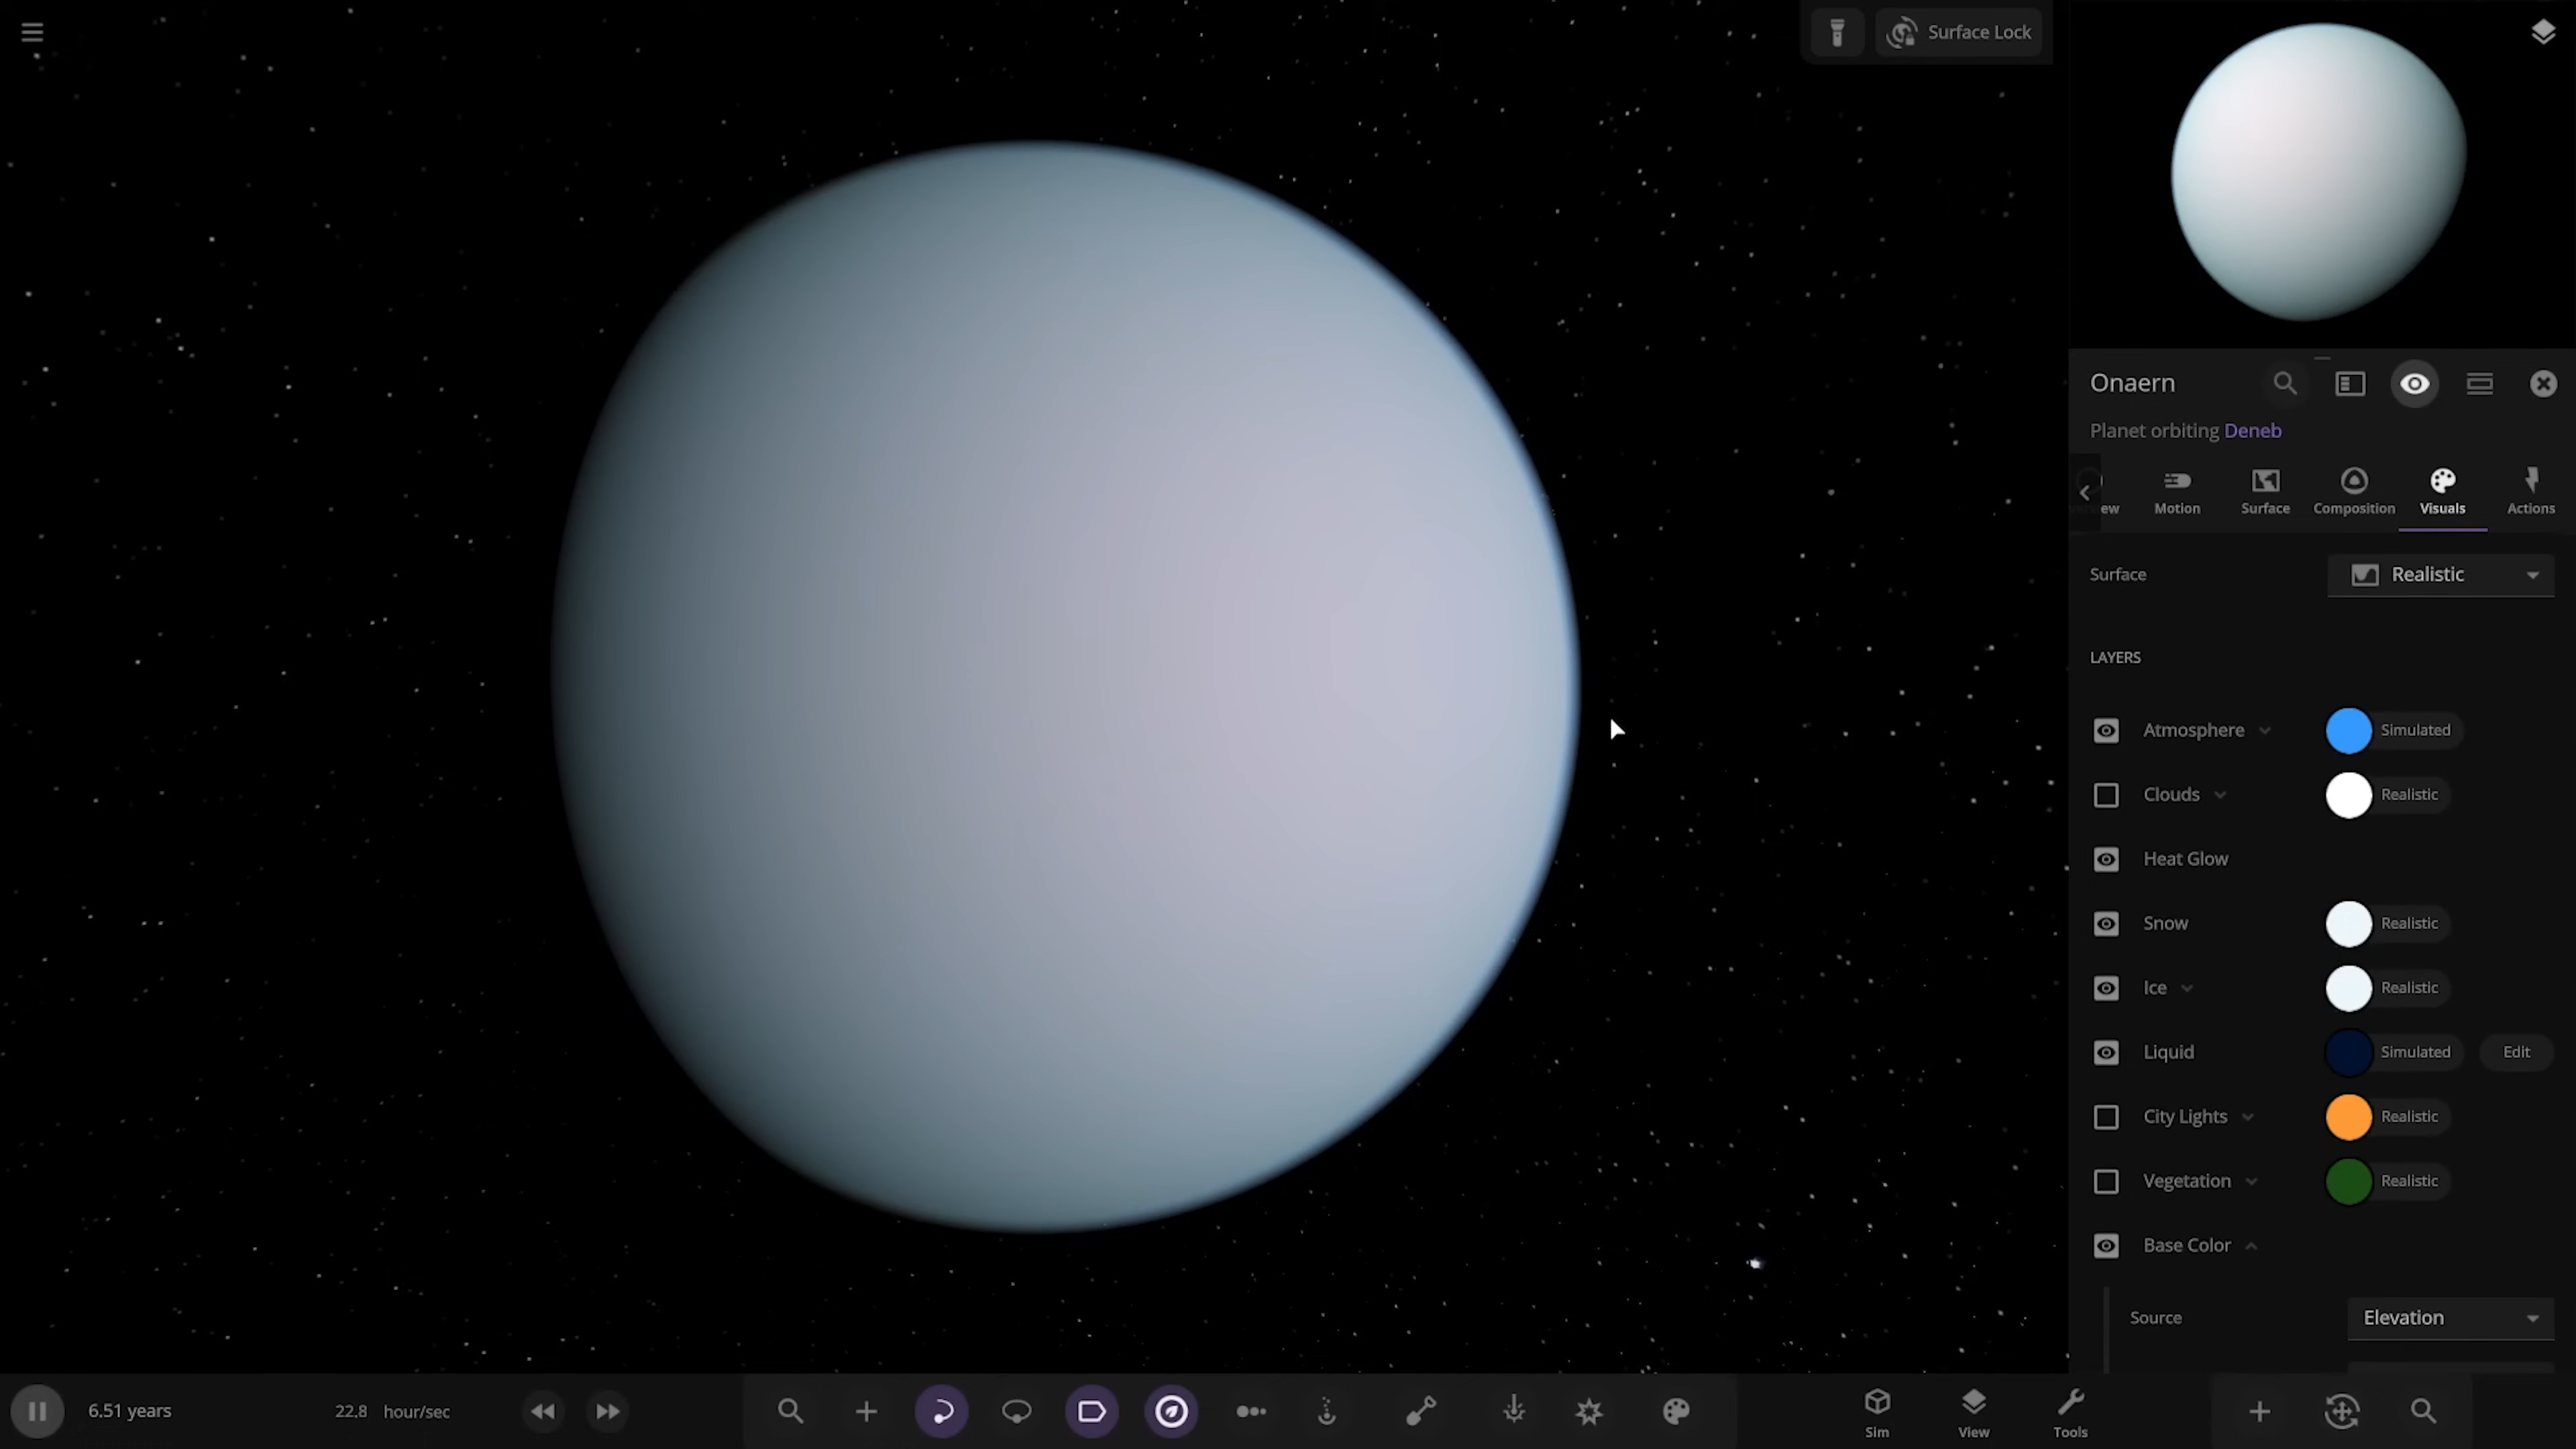 Surface Lock
Onaern
Planet orbiting Deneb
ew
Motion
Surface
Composition
Visuals
Actions
Surface
Realistic
LAYERS
Atmosphere
Simulated
Clouds
Realistic
Heat Glow
Snow
Realistic
Ice
Realistic
Liquid
Simulated
Edit
City Lights
Realistic
Vegetation
Realistic
Base Color
Source
Elevation
6.51 years
22.8 hour/sec
Sim
View
Tools